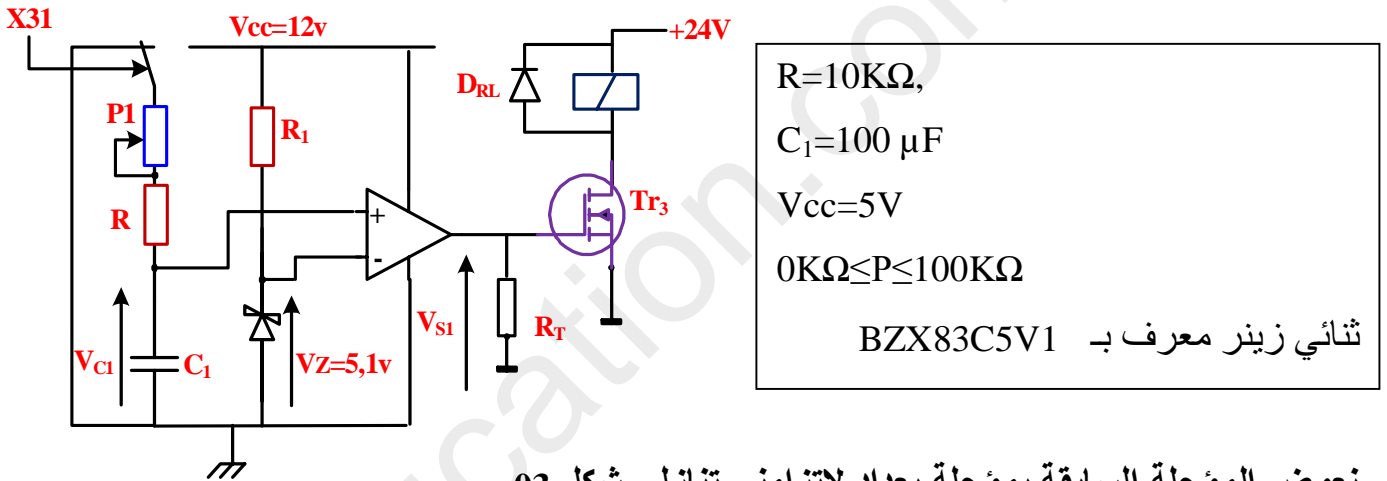 X31
Vcc=12v
+24V
DRL
P1
R1
R
+
-
Tr3
VC1
C1
VZ=5,1v
VS1
RT
R=10KΩ,
C1=100 µF
Vcc=5V
0KΩ≤P≤100KΩ
ثنائي زينر معرف بـ BZX83C5V1